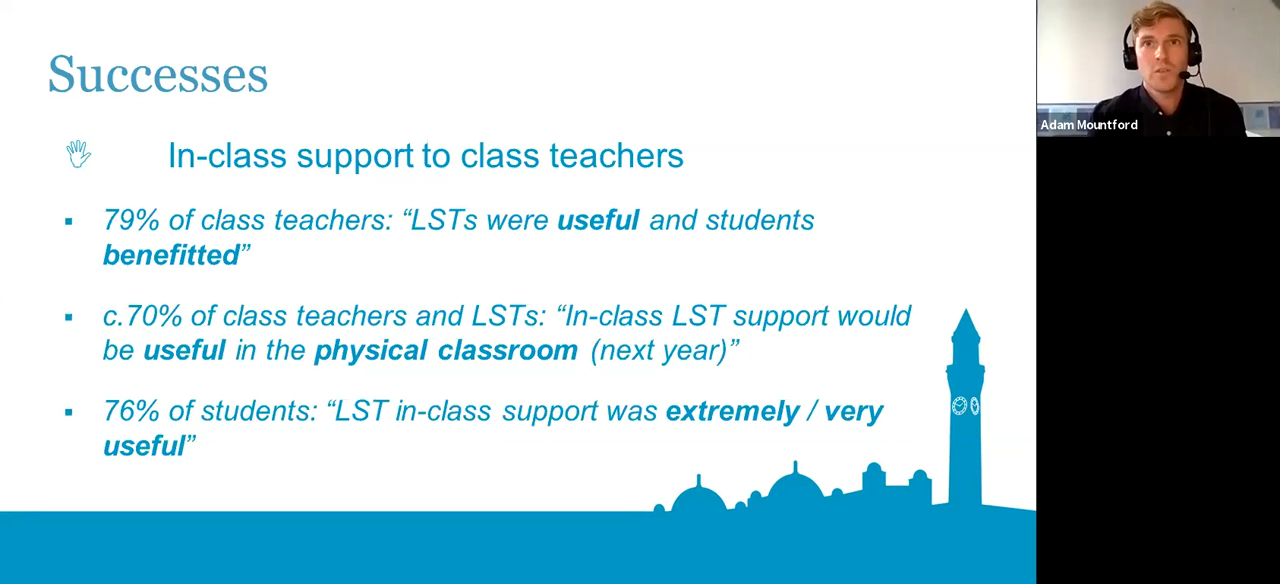 Successes
In-class support to class teachers
▪ 79% of class teachers: “LSTs were useful and students
benefitted”
▪ c.70% of class teachers and LSTs: “In-class LST support would
be useful in the physical classroom (next year)”
▪ 76% of students: “LST in-class support was extremely / very
useful”
Adam Mountford